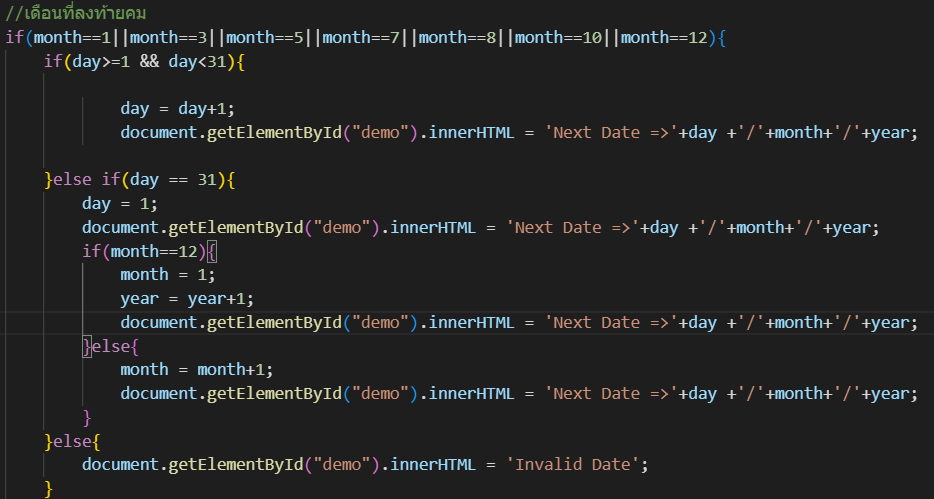 //เดือนที่ลงท้ายคม
if(month==1||month==3||month==5||month==7||month==8||month==10||month==12){
if(day>=1 && day<31){
day = day+1;
document.getElementById("demo").innerHTML = 'Next Date =>'+day +'/'+month+'/'+year;
}else if(day == 31){
day = 1;
document.getElementById("demo").innerHTML = 'Next Date =>'+day +'/'+month+'/'+year;
if(month==12){
month = 1;
year = year+1;
document.getElementById("demo").innerHTML = 'Next Date =>'+day +'/'+month+'/'+year;
}else{
month = month+1;
document.getElementById("demo").innerHTML = 'Next Date =>'+day +'/'+month+'/'+year;
}
}else{
document.getElementById("demo").innerHTML = 'Invalid Date';
}